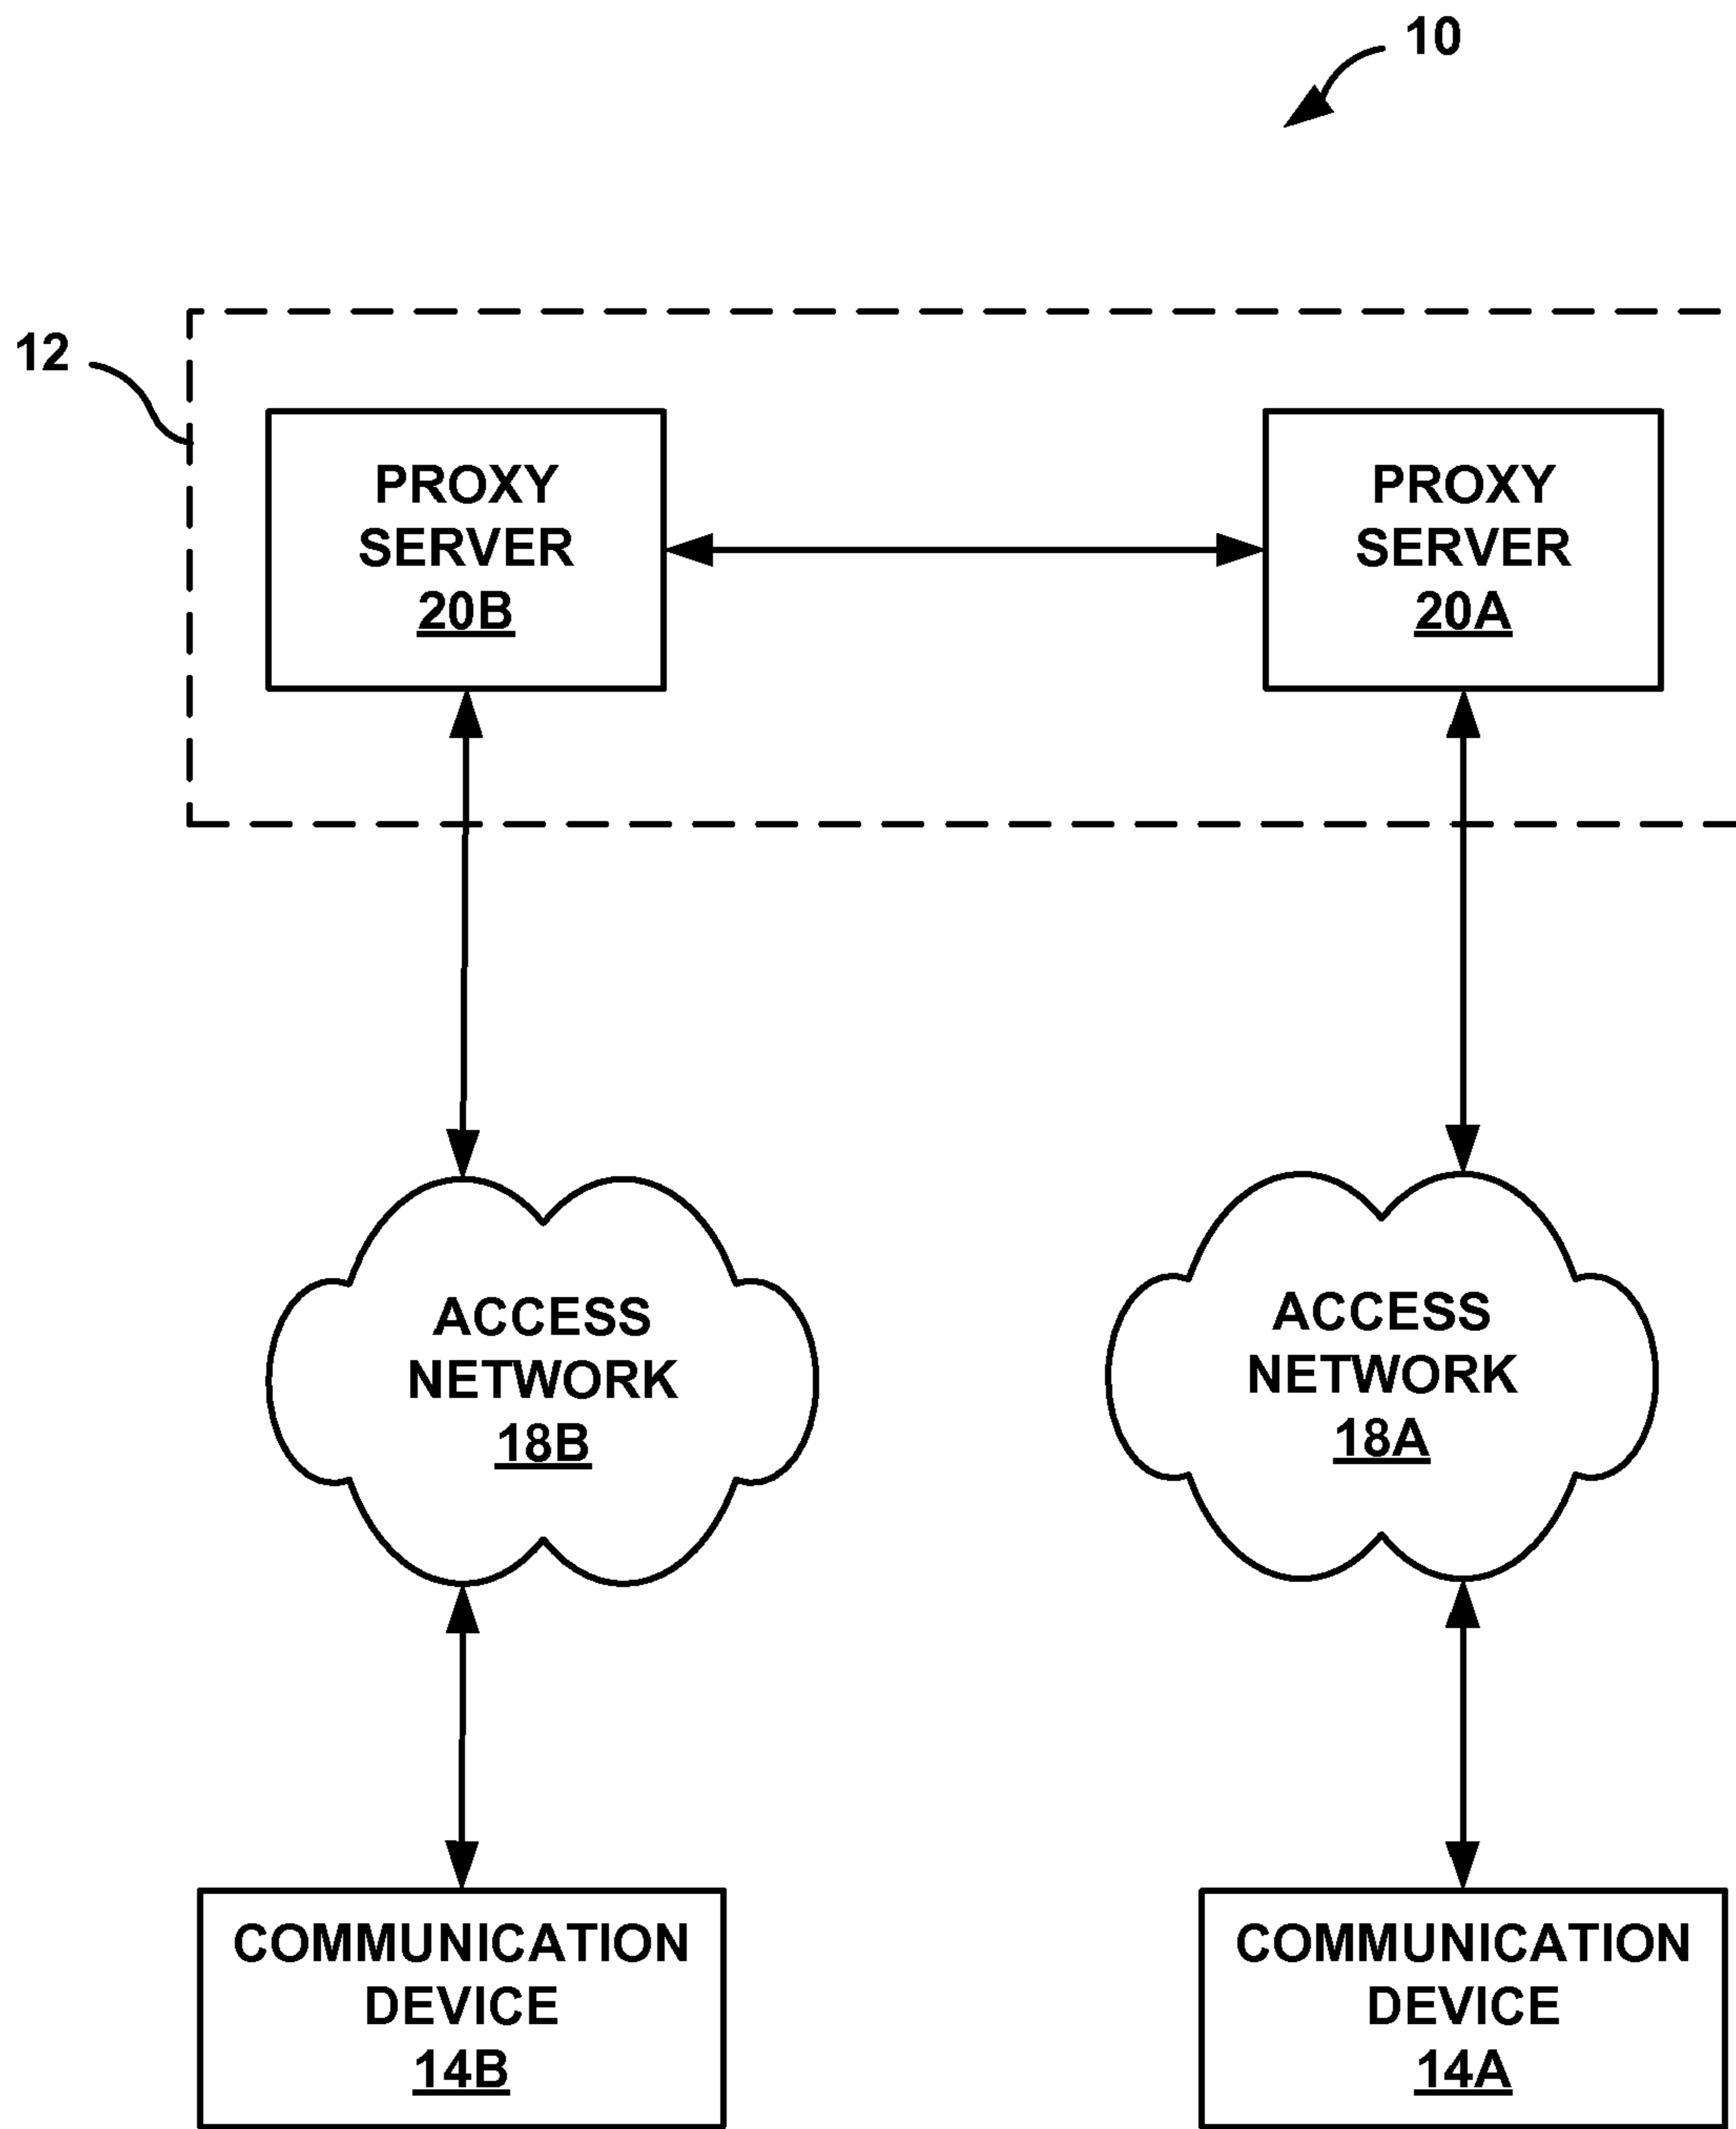 10
12
PROXY
SERVER
20B
PROXY
SERVER
20A
ACCESS
NETWORK
18B
ACCESS
NETWORK
18A
COMMUNICATION
DEVICE
14B
COMMUNICATION
DEVICE
14A